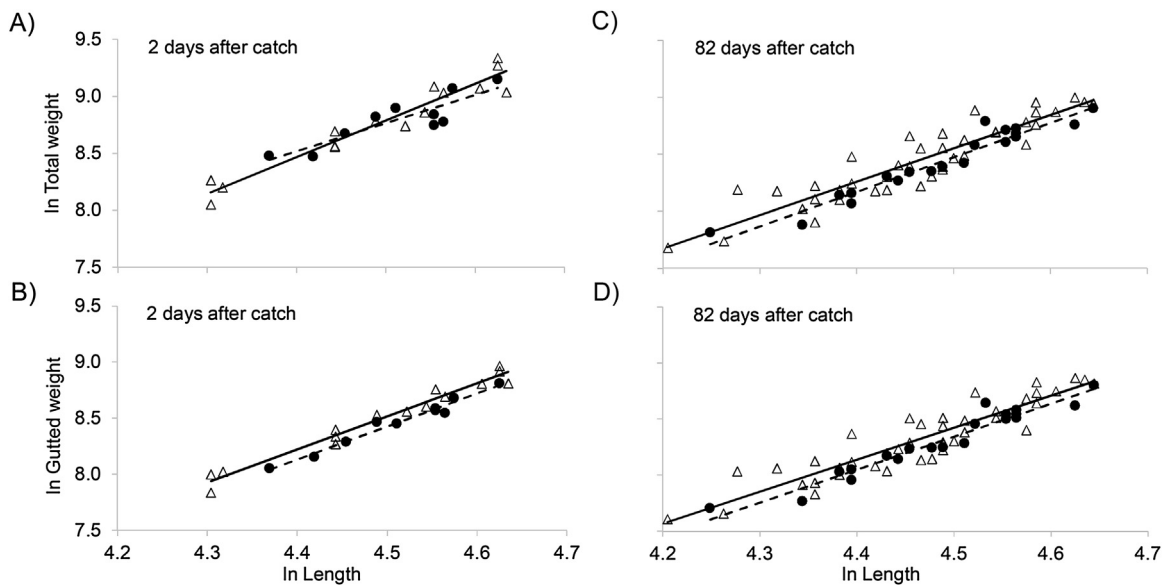 A)
2 days after catch
9.5
9.0
8.5
8.0
7.5
ln Total weight
C)
82 days after catch
B)
2 days after catch
9.5
9.0
8.5
8.0
7.5
ln Gutted weight
4.2 4.3 4.4 4.5 4.6 4.7
ln Length
D)
82 days after catch
4.2 4.3 4.4 4.5 4.6 4.7
ln Length